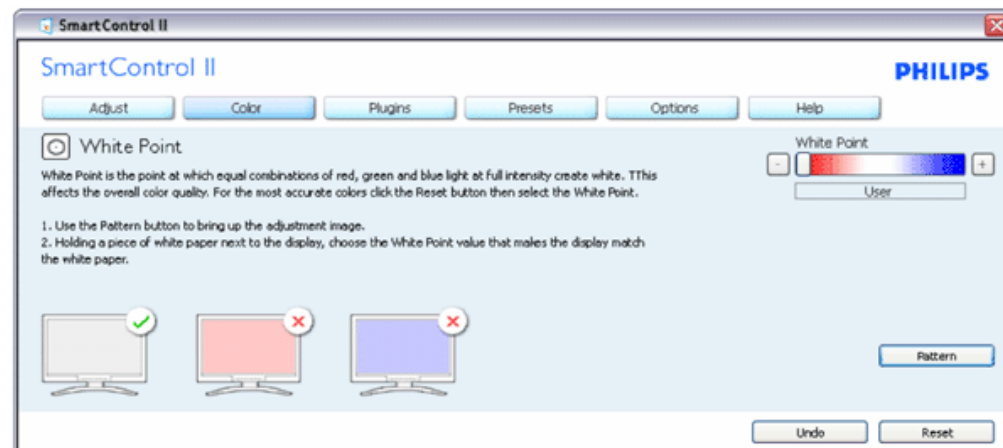 SmartControl II
SmartControl II
PHILIPS
Adjust Color Plugins Presets Options Help
White Point
White Point is the point at which equal combinations of red, green and blue light at full intensity create white. TThis
affects the overall color quality. For the most accurate colors click the Reset button then select the White Point.
1. Use the Pattern button to bring up the adjustment image.
2. Holding a piece of white paper next to the display, choose the White Point value that makes the display match
the white paper.
White Point
- +
User
Pattern
Undo Reset